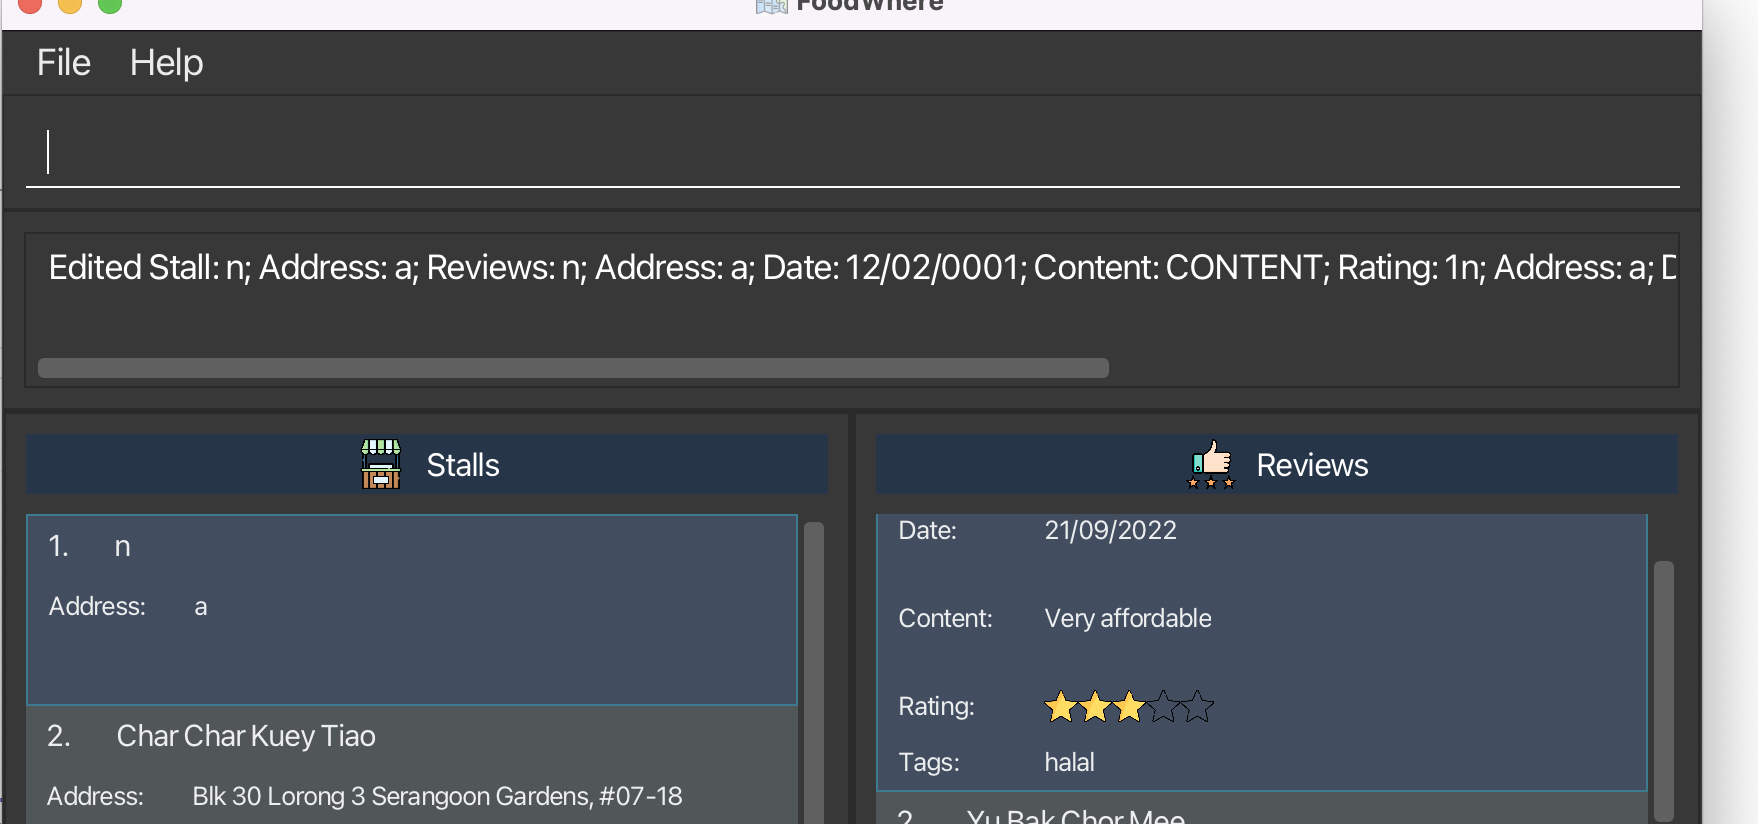 FoodWhere
File Help
Edited Stall: n; Address: a; Reviews: n; Address: a; Date: 12/02/0001; Content: CONTENT; Rating: 1n; Address: a; D
Stalls
1. n
Address: a
2. Char Char Kuey Tiao
Address: Blk 30 Lorong 3 Serangoon Gardens, #07-18
Reviews
Date: 21/09/2022
Content: Very affordable
Rating:
Tags: halal
2. Yu Bak Chor Mee